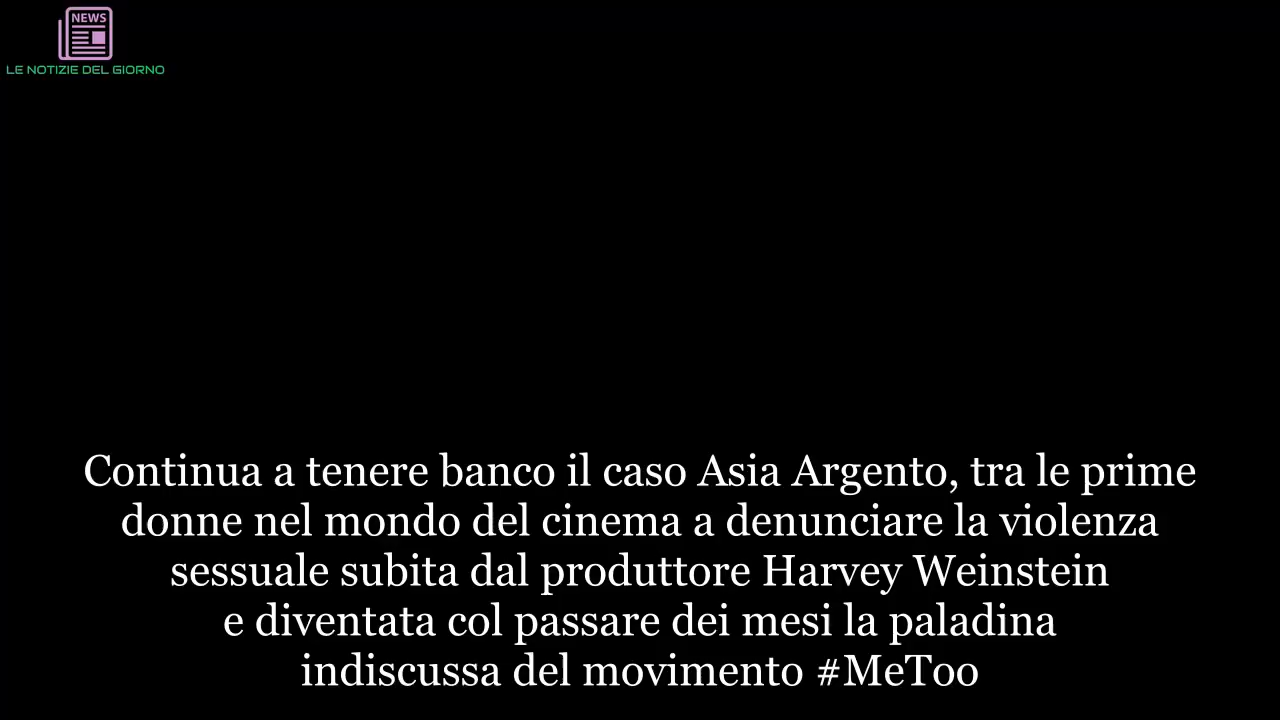 NEWS
LE NOTIZIE DEL GIORNO
Continua a tenere banco il caso Asia Argento, tra le prime
donne nel mondo del cinema a denunciare la violenza
sessuale subita dal produttore Harvey Weinstein
e diventata col passare dei mesi la paladina
indiscussa del movimento #MeToo